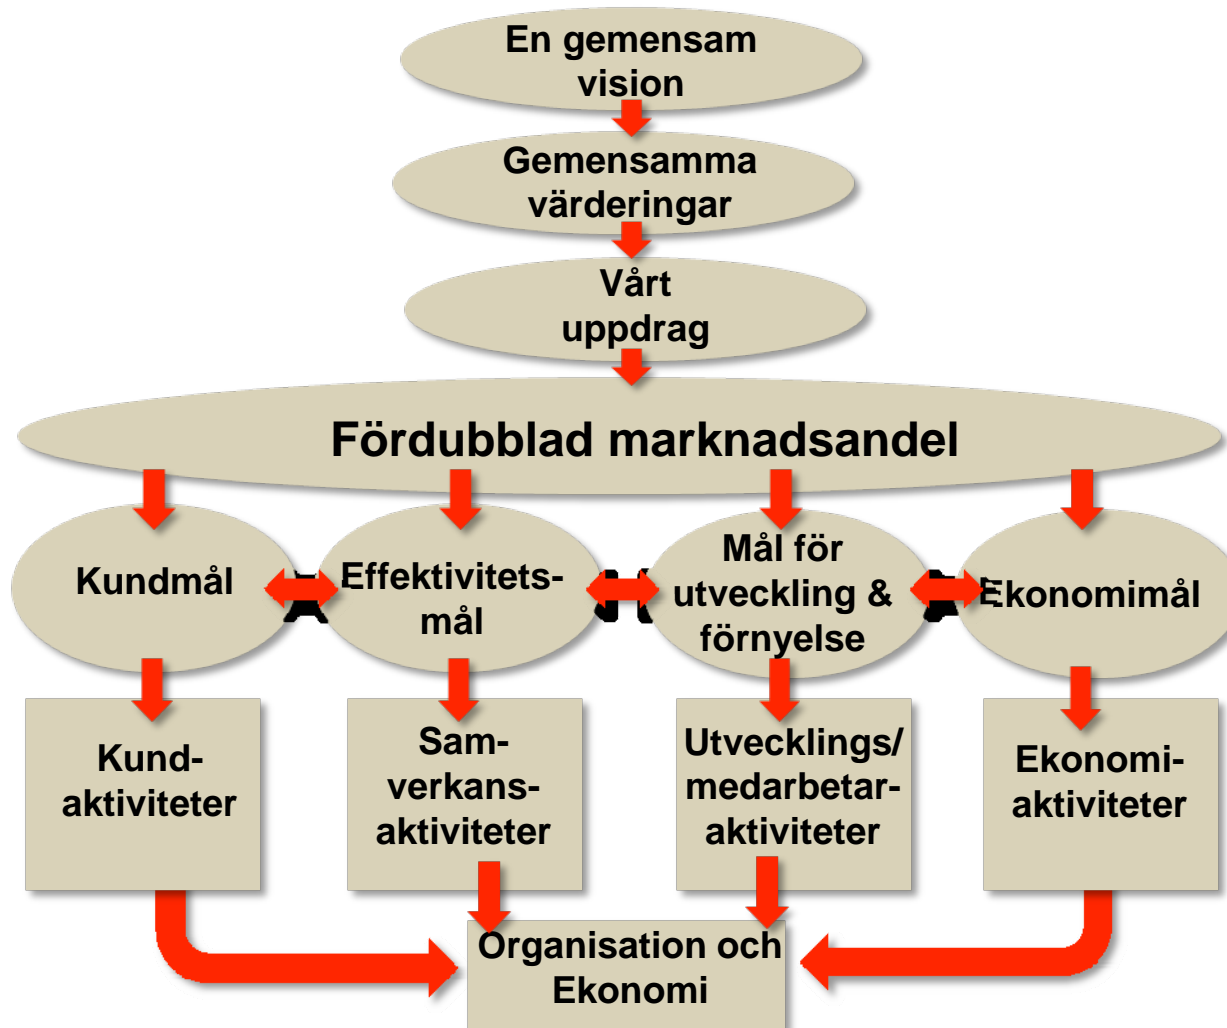 En gemensam
vision
Gemensamma
värderingar
Vårt
uppdrag
Fördubblad marknadsandel
Kundmål
Effektivitets-
mål
Mål för
utveckling &
förnyelse
Ekonomimål
Kund-
aktiviteter
Sam-
verkans-
aktiviteter
Utvecklings/
medarbetar-
aktiviteter
Ekonomi-
aktiviteter
Organisation och
Ekonomi